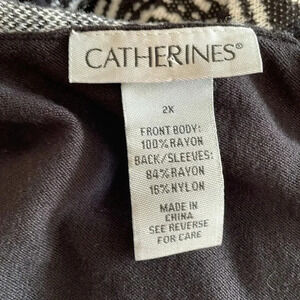 CATHERINES®
2X
FRONT BODY:
100%RAYON
BACK/SLEEVES:
84%RAYON
16%NYLON
MADE IN
CHINA
SEE REVERSE
FOR CARE